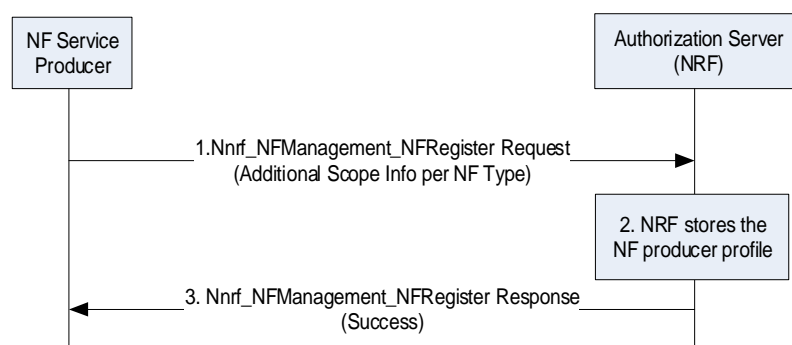 NF Service
Producer
Authorization Server
(NRF)
1.Nnrf_NFManagement_NFRegister Request
(Additional Scope Info per NF Type)
2. NRF stores the
NF producer profile
3. Nnrf_NFManagement_NFRegister Response
(Success)